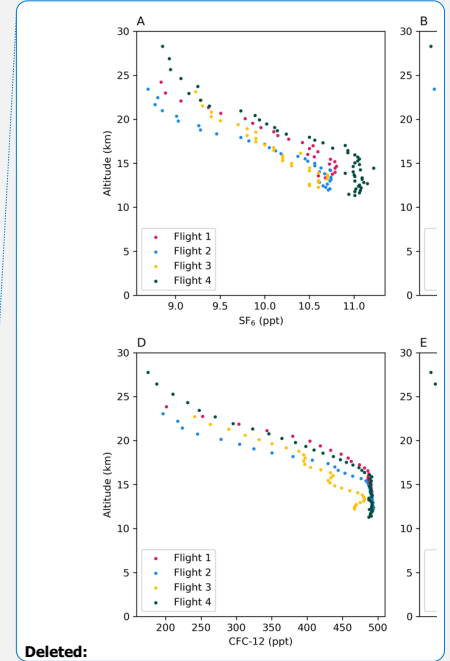 A
B
30
25
20
15
10
5
0
Altitude (km)
Flight 1
Flight 2
Flight 3
Flight 4
9.0 9.5 10.0 10.5 11.0
SF₆ (ppt)
30
25
20
15
10
5
0
D
E
30
25
20
15
10
5
0
Altitude (km)
Flight 1
Flight 2
Flight 3
Flight 4
200 250 300 350 400 450 500
CFC-12 (ppt)
30
25
20
15
10
5
0
Deleted: